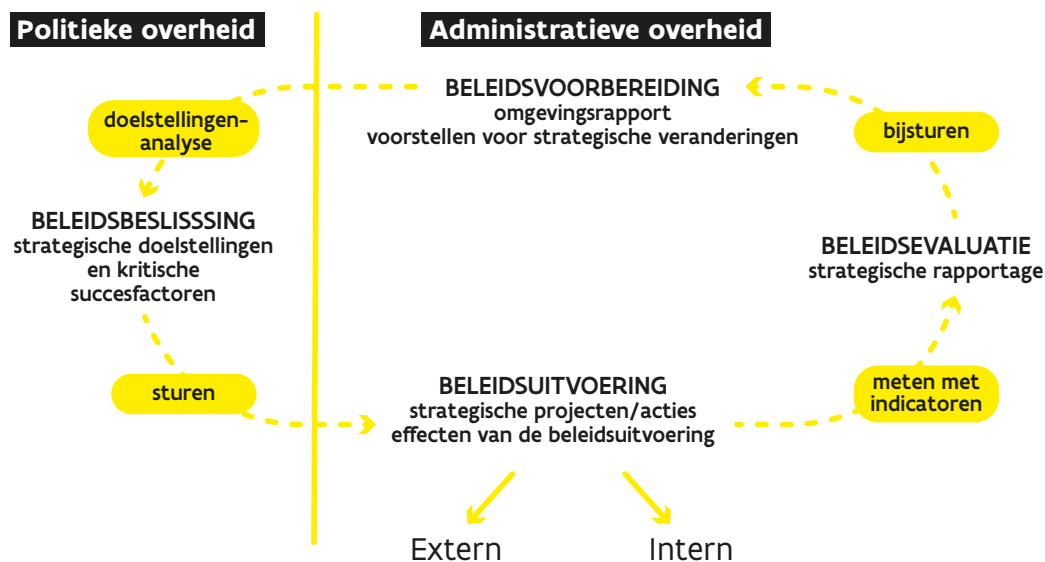 Politieke overheid
Administratieve overheid
BELEIDSVOORBEREIDING
omgevingsrapport
voorstellen voor strategische veranderingen
doelstellingen-
analyse
bijsturen
BELEIDSBESLISSSING
strategische doelstellingen
en kritische
succesfactoren
BELEIDSEVALUATIE
strategische rapportage
sturen
BELEIDSUITVOERING
strategische projecten/acties
effecten van de beleidsuitvoering
meten met
indicatoren
Extern
Intern